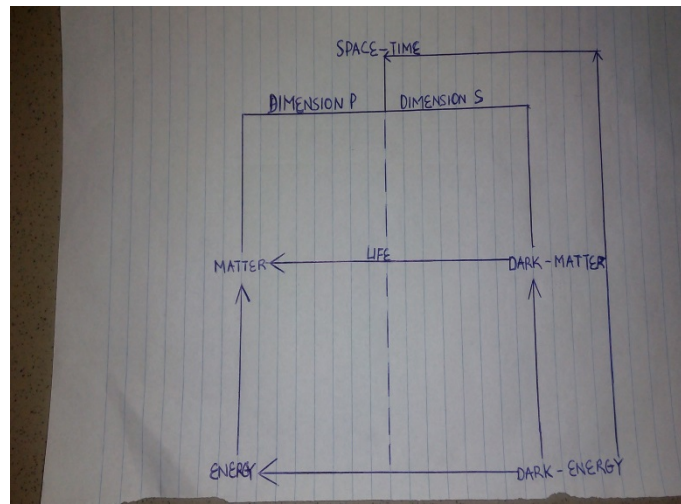 SPACE-TIME
DIMENSION P DIMENSION S
MATTER LIFE DARK-MATTER
ENERGY DARK-ENERGY